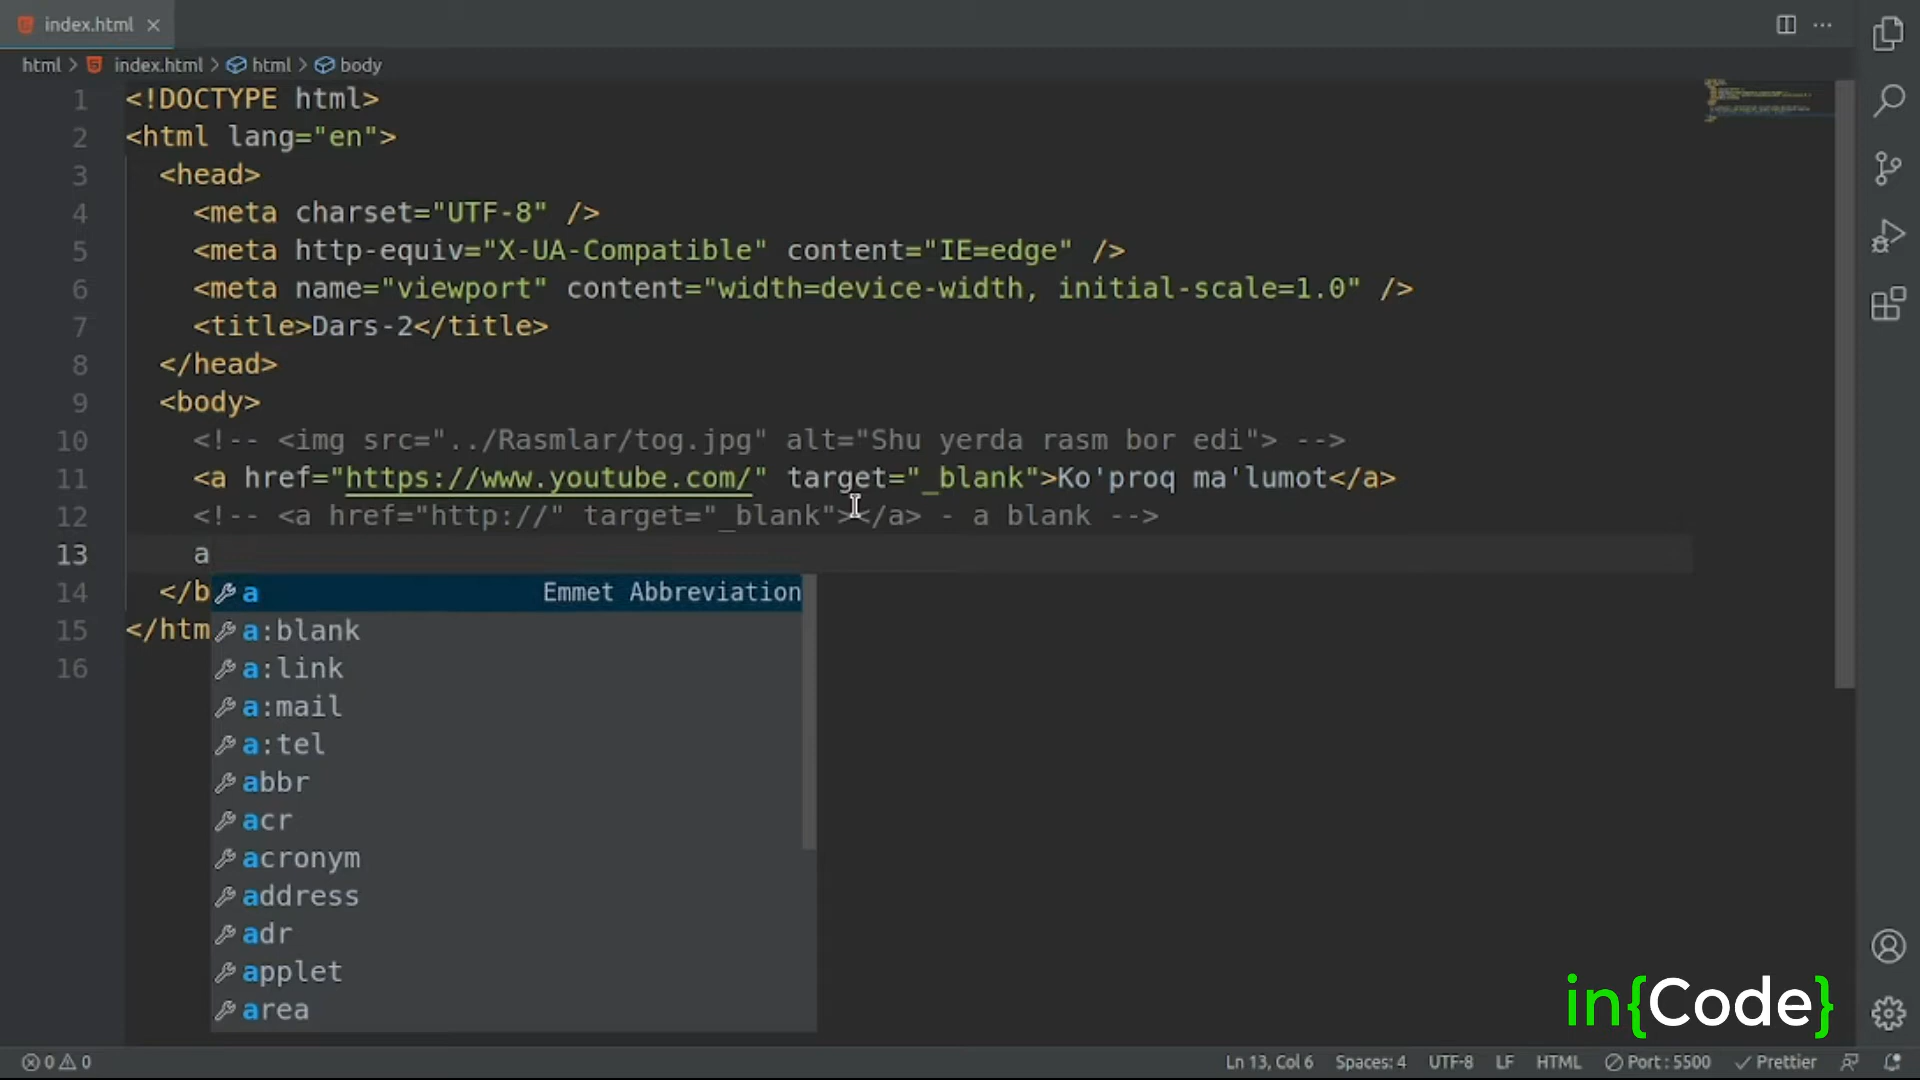 index.html
html > index.html > html > body
1 <!DOCTYPE html>
2 <html lang="en">
3 <head>
4 <meta charset="UTF-8" />
5 <meta http-equiv="X-UA-Compatible" content="IE=edge" />
6 <meta name="viewport" content="width=device-width, initial-scale=1.0" />
7 <title>Dars-2</title>
8 </head>
9 <body>
10 <!-- <img src="../Rasmlar/tog.jpg" alt="Shu yerda rasm bor edi"> -->
11 <a href="https://www.youtube.com/" target="_blank">Ko'proq ma'lumot</a>
12 <!-- <a href="http://" target="_blank"></a> - a blank -->
13 a
14 </b a Emmet Abbreviation
15 </htm a:blank
16 a:link
a:mail
a:tel
abbr
acr
acronym
address
adr
applet
area
in{Code}
0 0 Ln 13, Col 6 Spaces: 4 UTF-8 LF HTML Port : 5500 Prettier